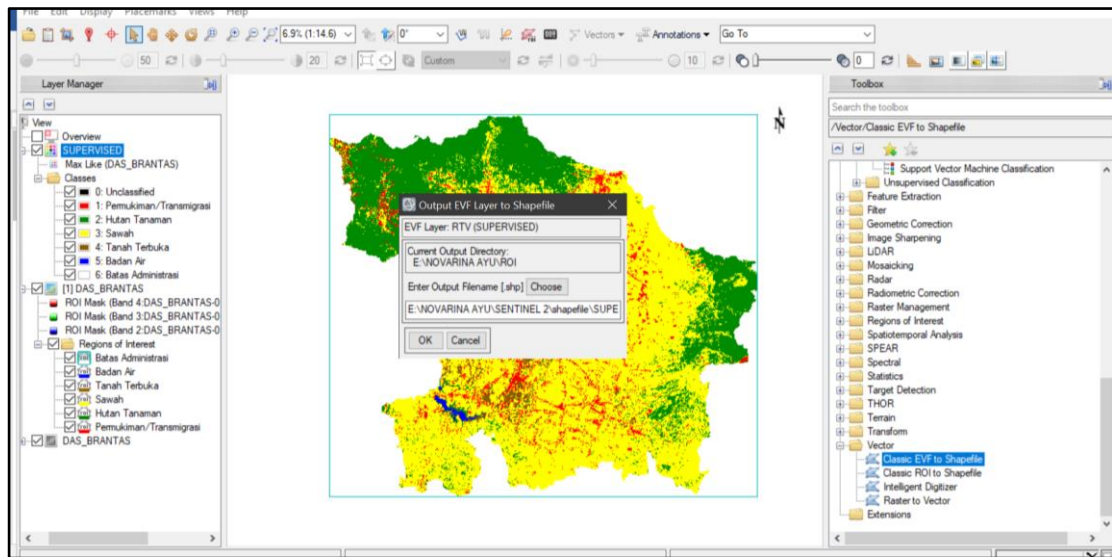 File Edit Display Placemarks Views Help
6.9% (1:14.6) 0° Vectors Annotations Go To
50 20 Custom 10 0
Layer Manager
View
Overview
SUPERVISED
Max Like (DAS_BRANTAS)
Classes
0: Unclassified
1: Permukiman/Transmigrasi
2: Hutan Tanaman
3: Sawah
4: Tanah Terbuka
5: Badan Air
6: Batas Administrasi
[1] DAS_BRANTAS
ROI Mask (Band 4:DAS_BRANTAS-0
ROI Mask (Band 3:DAS_BRANTAS-0
ROI Mask (Band 2:DAS_BRANTAS-0
Regions of Interest
Batas Administrasi
Badan Air
Tanah Terbuka
Sawah
Hutan Tanaman
Permukiman/Transmigrasi
DAS_BRANTAS
N
Output EVF Layer to Shapefile
EVF Layer: RTV (SUPERVISED)
Current Output Directory:
E:\NOVARINA AYU\ROI
Enter Output Filename [.shp] Choose
E:\NOVARINA AYU\SENTINEL 2\shapefile\SUPE
OK Cancel
Toolbox
Search the toolbox
/Vector/Classic EVF to Shapefile
Support Vector Machine Classification
Unsupervised Classification
Feature Extraction
Filter
Geometric Correction
Image Sharpening
LiDAR
Mosaicking
Radar
Radiometric Correction
Raster Management
Regions of Interest
Spatiotemporal Analysis
SPEAR
Spectral
Statistics
Target Detection
THOR
Terrain
Transform
Vector
Classic EVF to Shapefile
Classic ROI to Shapefile
Intelligent Digitizer
Raster to Vector
Extensions